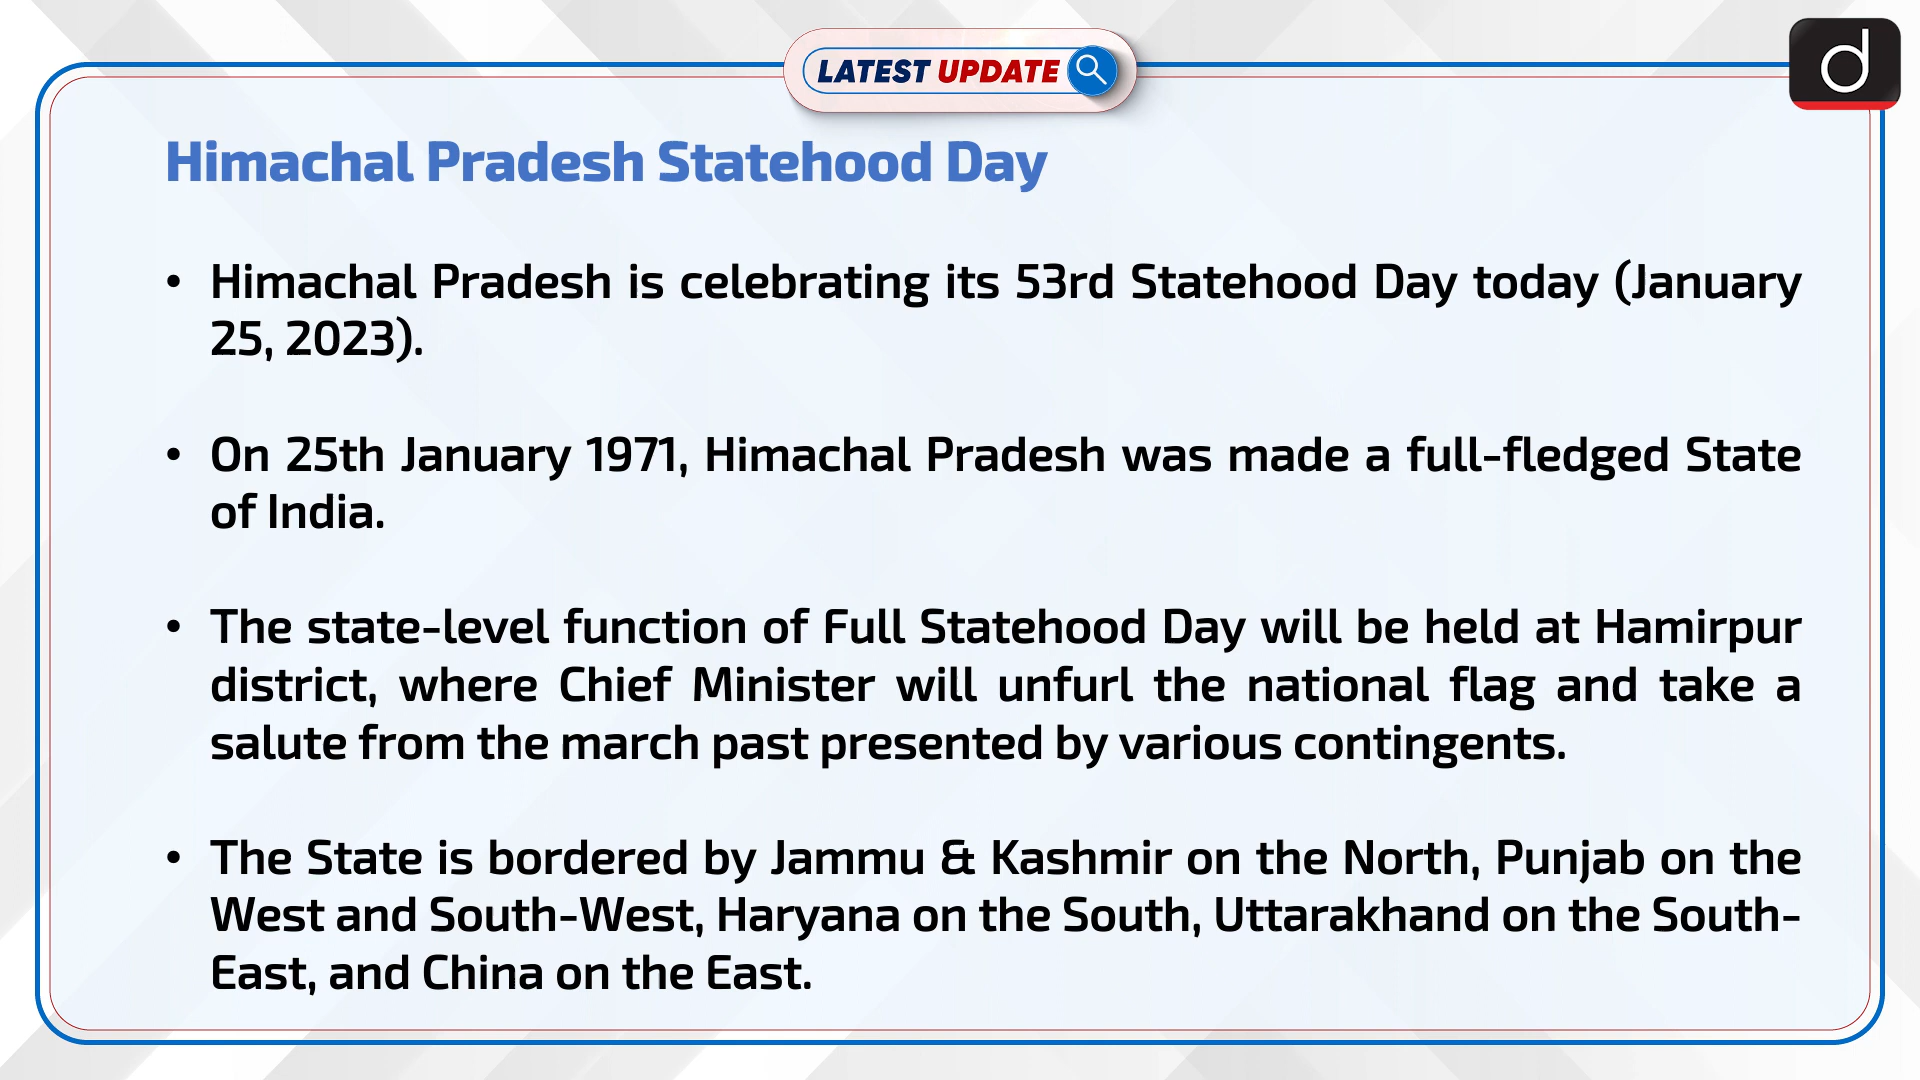 LATEST UPDATE
d
Himachal Pradesh Statehood Day
• Himachal Pradesh is celebrating its 53rd Statehood Day today (January
25, 2023).
• On 25th January 1971, Himachal Pradesh was made a full-fledged State
of India.
• The state-level function of Full Statehood Day will be held at Hamirpur
district, where Chief Minister will unfurl the national flag and take a
salute from the march past presented by various contingents.
• The State is bordered by Jammu & Kashmir on the North, Punjab on the
West and South-West, Haryana on the South, Uttarakhand on the South-
East, and China on the East.